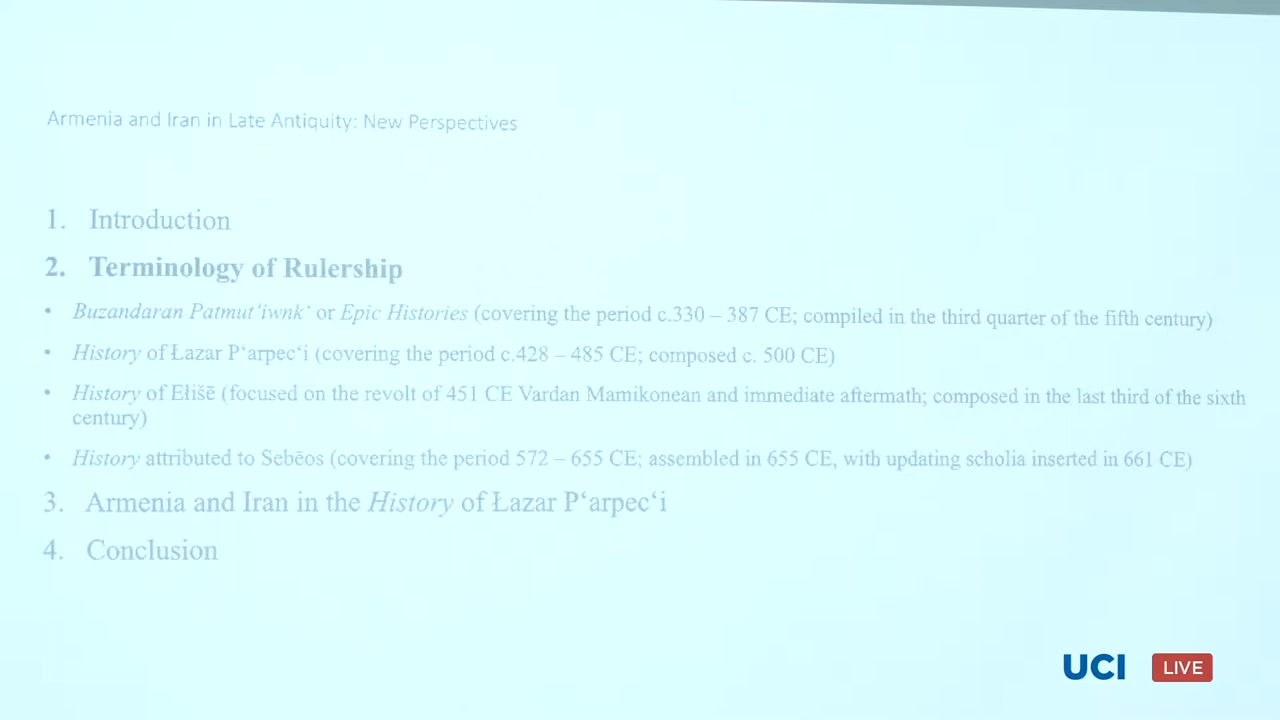 Armenia and Iran in Late Antiquity: New Perspectives
1. Introduction
2. Terminology of Rulership
• Buzandaran Patmut‘iwnk‘ or Epic Histories (covering the period c.330 – 387 CE; compiled in the third quarter of the fifth century)
• History of Łazar P‘arpec‘i (covering the period c.428 – 485 CE; composed c. 500 CE)
• History of Ełišē (focused on the revolt of 451 CE Vardan Mamikonean and immediate aftermath; composed in the last third of the sixth
century)
• History attributed to Sebēos (covering the period 572 – 655 CE; assembled in 655 CE, with updating scholia inserted in 661 CE)
3. Armenia and Iran in the History of Łazar P‘arpec‘i
4. Conclusion
UCI LIVE